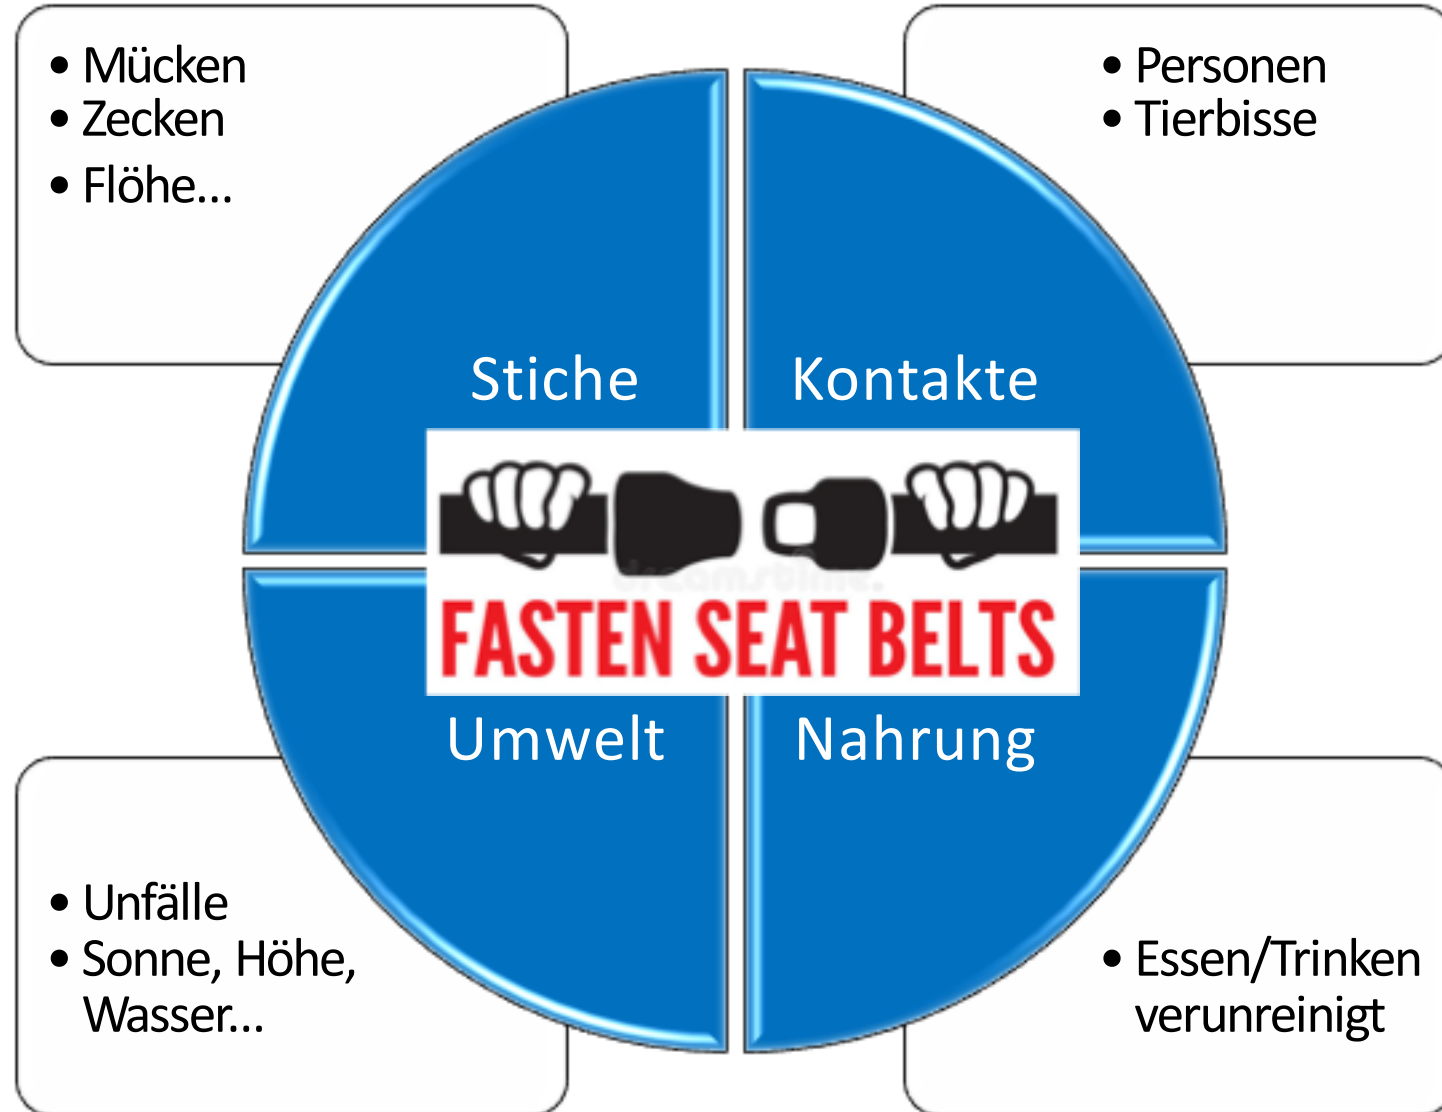 • Mücken
• Zecken
• Flöhe...
• Personen
• Tierbisse
Stiche
Kontakte
dreamstime.
FASTEN SEAT BELTS
Umwelt
Nahrung
• Unfälle
• Sonne, Höhe,
Wasser...
• Essen/Trinken
verunreinigt